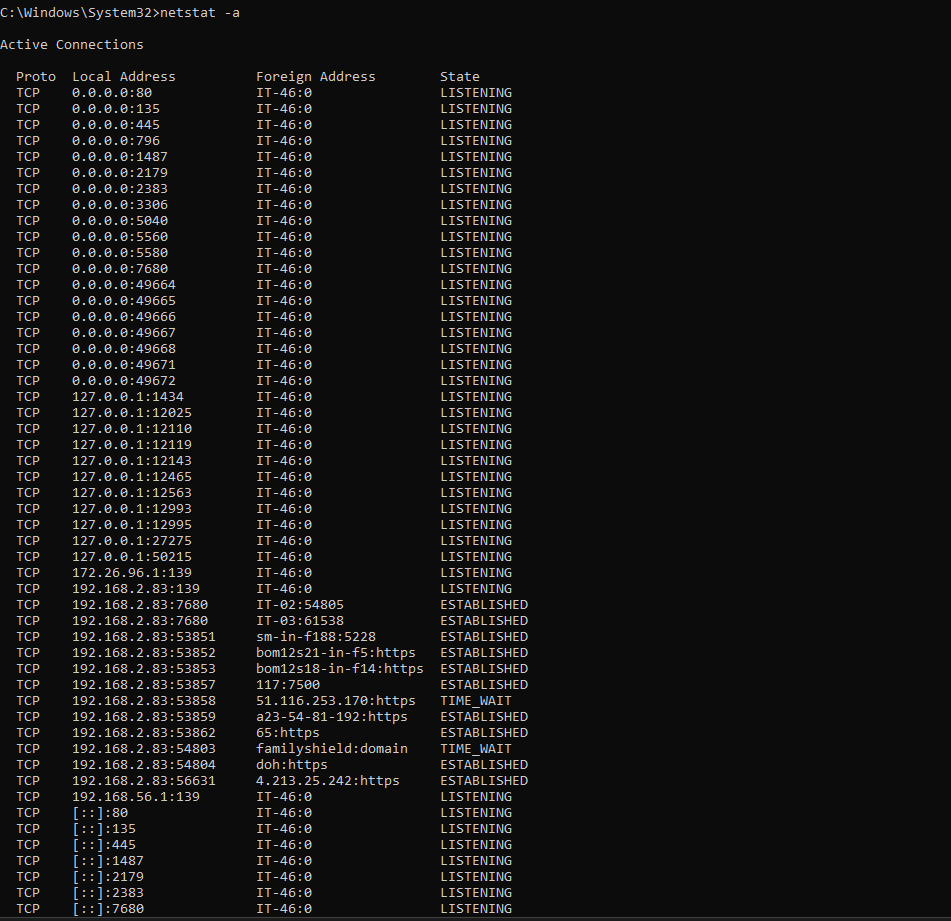 C:\Windows\System32>netstat -a
Active Connections
Proto  Local Address          Foreign Address        State
TCP    0.0.0.0:80             IT-46:0                LISTENING
TCP    0.0.0.0:135            IT-46:0                LISTENING
TCP    0.0.0.0:445            IT-46:0                LISTENING
TCP    0.0.0.0:796            IT-46:0                LISTENING
TCP    0.0.0.0:1487           IT-46:0                LISTENING
TCP    0.0.0.0:2179           IT-46:0                LISTENING
TCP    0.0.0.0:2383           IT-46:0                LISTENING
TCP    0.0.0.0:3306           IT-46:0                LISTENING
TCP    0.0.0.0:5040           IT-46:0                LISTENING
TCP    0.0.0.0:5560           IT-46:0                LISTENING
TCP    0.0.0.0:5580           IT-46:0                LISTENING
TCP    0.0.0.0:7680           IT-46:0                LISTENING
TCP    0.0.0.0:49664          IT-46:0                LISTENING
TCP    0.0.0.0:49665          IT-46:0                LISTENING
TCP    0.0.0.0:49666          IT-46:0                LISTENING
TCP    0.0.0.0:49667          IT-46:0                LISTENING
TCP    0.0.0.0:49668          IT-46:0                LISTENING
TCP    0.0.0.0:49671          IT-46:0                LISTENING
TCP    0.0.0.0:49672          IT-46:0                LISTENING
TCP    127.0.0.1:1434         IT-46:0                LISTENING
TCP    127.0.0.1:12025        IT-46:0                LISTENING
TCP    127.0.0.1:12110        IT-46:0                LISTENING
TCP    127.0.0.1:12119        IT-46:0                LISTENING
TCP    127.0.0.1:12143        IT-46:0                LISTENING
TCP    127.0.0.1:12465        IT-46:0                LISTENING
TCP    127.0.0.1:12563        IT-46:0                LISTENING
TCP    127.0.0.1:12993        IT-46:0                LISTENING
TCP    127.0.0.1:12995        IT-46:0                LISTENING
TCP    127.0.0.1:27275        IT-46:0                LISTENING
TCP    127.0.0.1:50215        IT-46:0                LISTENING
TCP    172.26.96.1:139        IT-46:0                LISTENING
TCP    192.168.2.83:139       IT-46:0                LISTENING
TCP    192.168.2.83:7680      IT-02:54805            ESTABLISHED
TCP    192.168.2.83:7680      IT-03:61538            ESTABLISHED
TCP    192.168.2.83:53851     sm-in-f188:5228        ESTABLISHED
TCP    192.168.2.83:53852     bom12s21-in-f5:https   ESTABLISHED
TCP    192.168.2.83:53853     bom12s18-in-f14:https  ESTABLISHED
TCP    192.168.2.83:53857     117:7500               ESTABLISHED
TCP    192.168.2.83:53858     51.116.253.170:https   TIME_WAIT
TCP    192.168.2.83:53859     a23-54-81-192:https    ESTABLISHED
TCP    192.168.2.83:53862     65:https               ESTABLISHED
TCP    192.168.2.83:54803     familyshield:domain    TIME_WAIT
TCP    192.168.2.83:54804     doh:https              ESTABLISHED
TCP    192.168.2.83:56631     4.213.25.242:https     ESTABLISHED
TCP    192.168.56.1:139       IT-46:0                LISTENING
TCP    [::]:80                IT-46:0                LISTENING
TCP    [::]:135               IT-46:0                LISTENING
TCP    [::]:445               IT-46:0                LISTENING
TCP    [::]:1487              IT-46:0                LISTENING
TCP    [::]:2179              IT-46:0                LISTENING
TCP    [::]:2383              IT-46:0                LISTENING
TCP    [::]:7680              IT-46:0                LISTENING